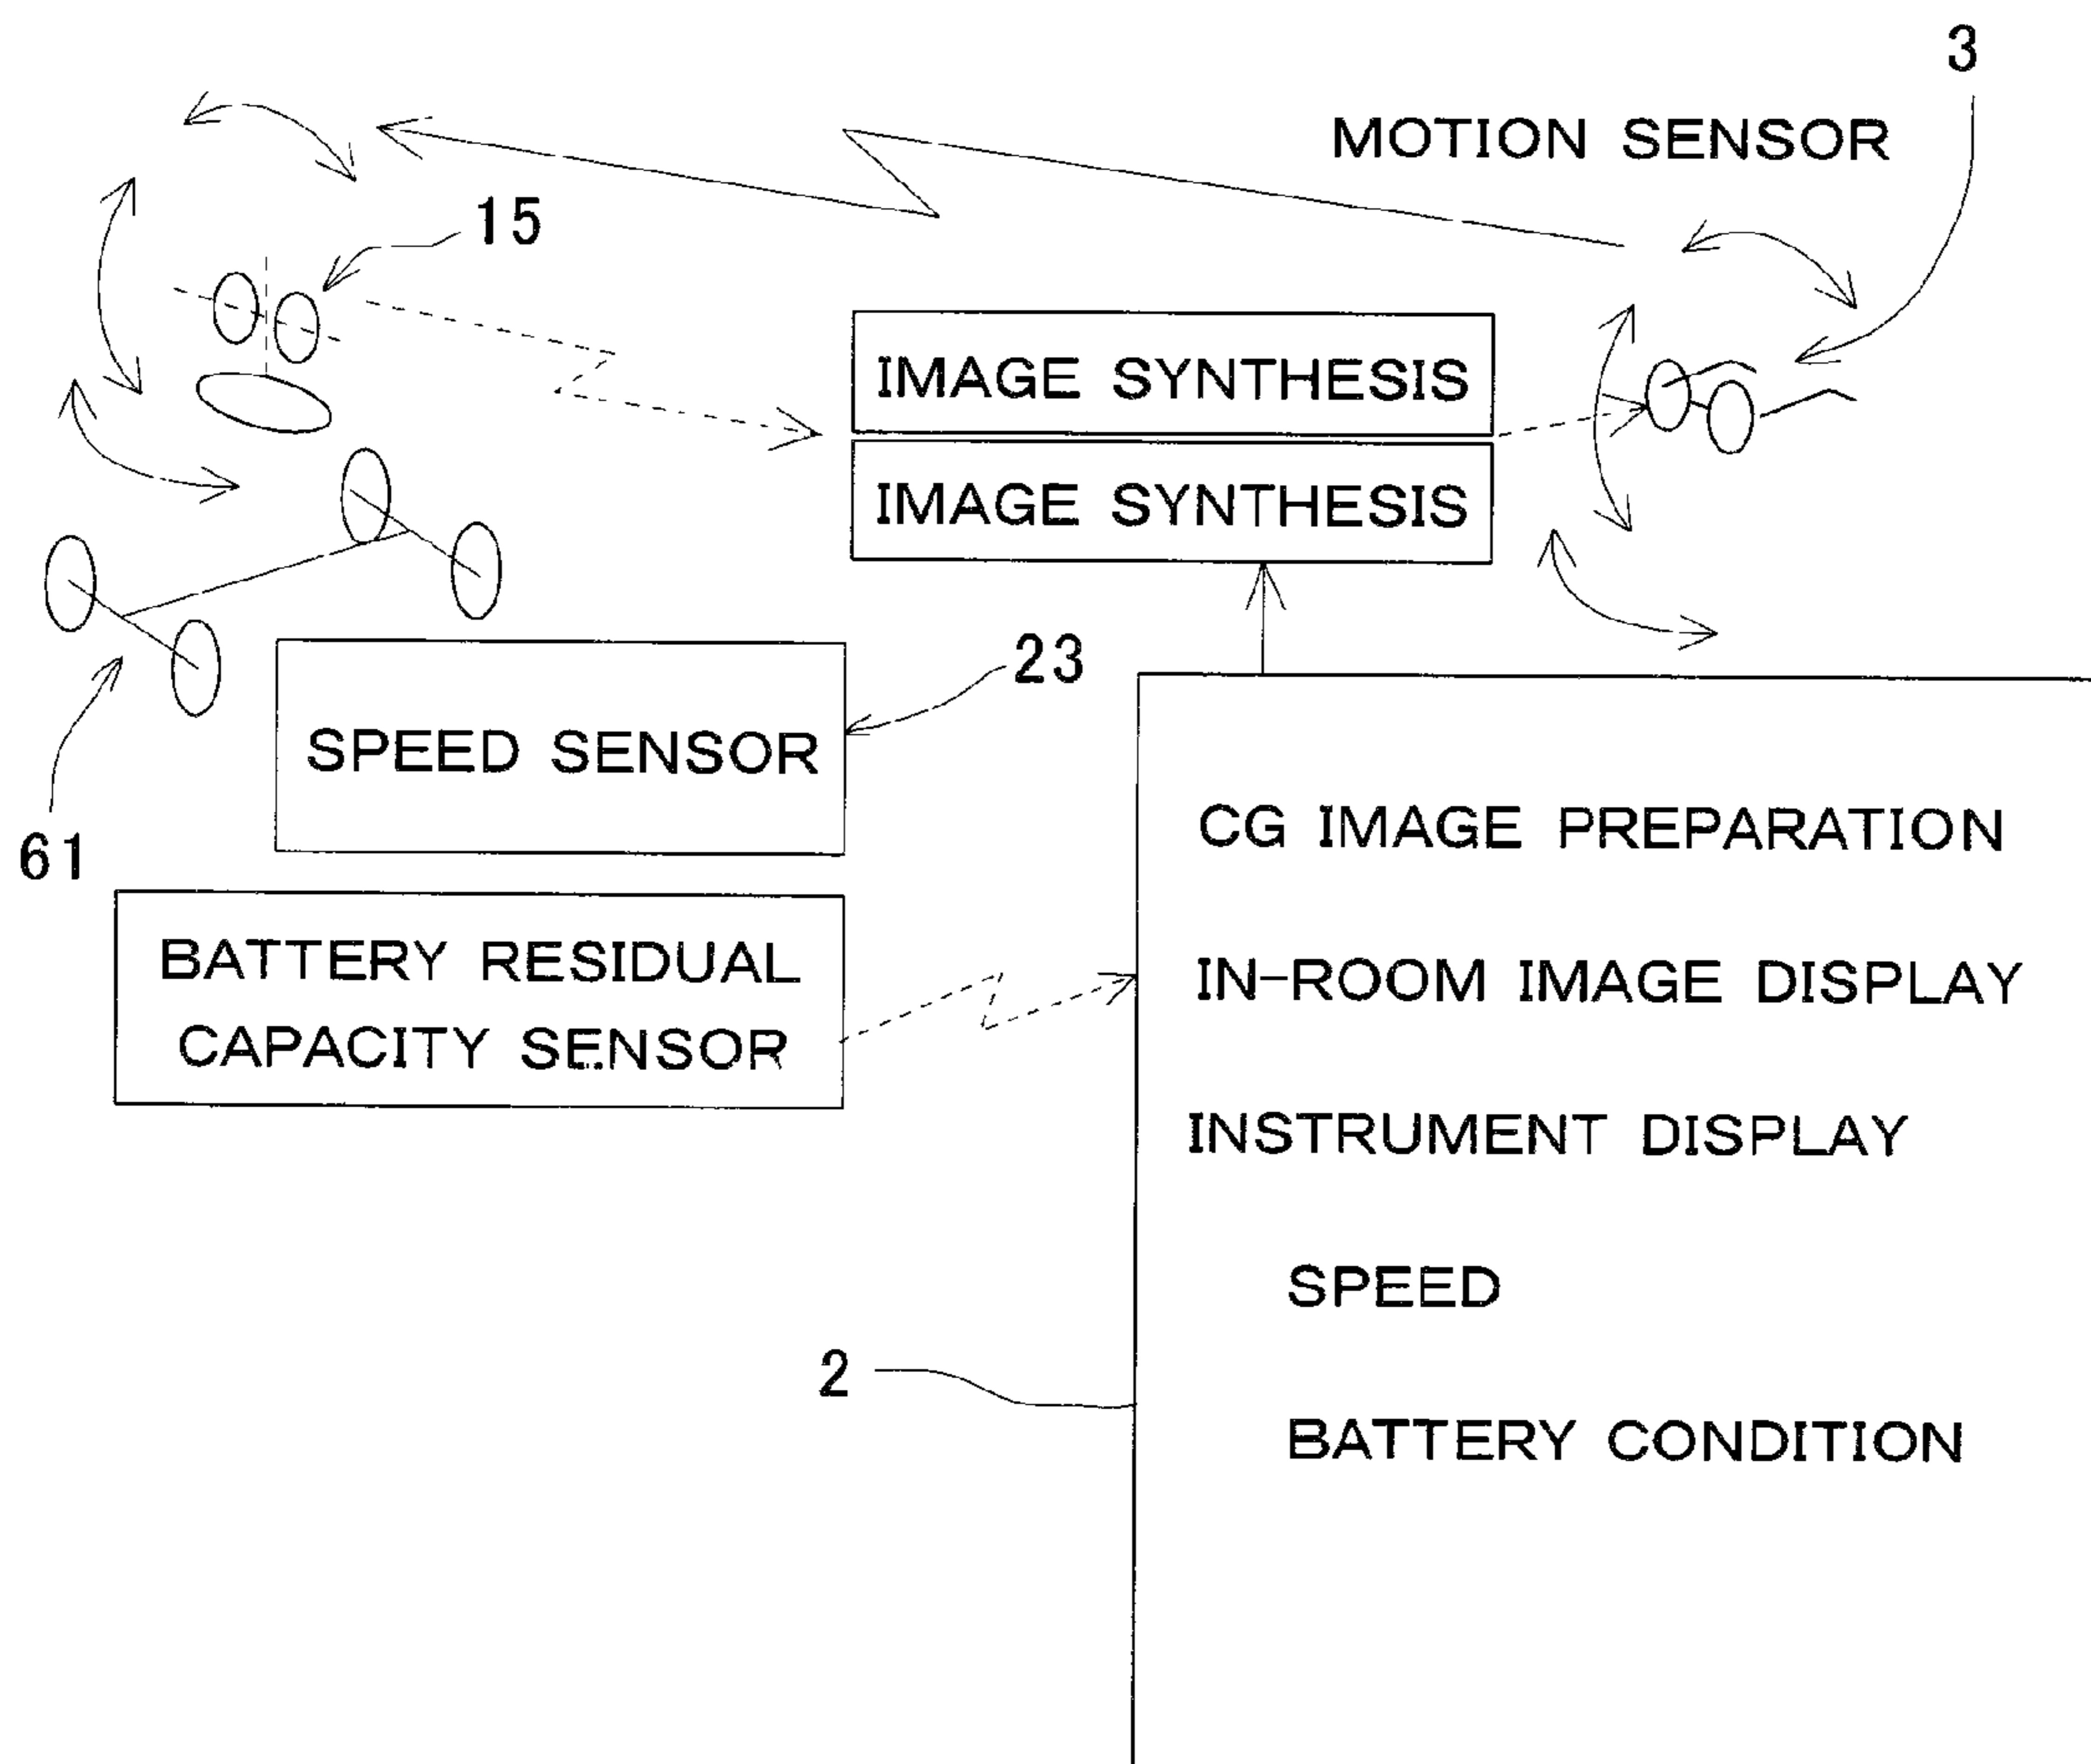 3
MOTION SENSOR
15
IMAGE SYNTHESIS
IMAGE SYNTHESIS
23
SPEED SENSOR
61
CG IMAGE PREPARATION
BATTERY RESIDUAL
CAPACITY SENSOR
IN-ROOM IMAGE DISPLAY
INSTRUMENT DISPLAY
SPEED
2
BATTERY CONDITION